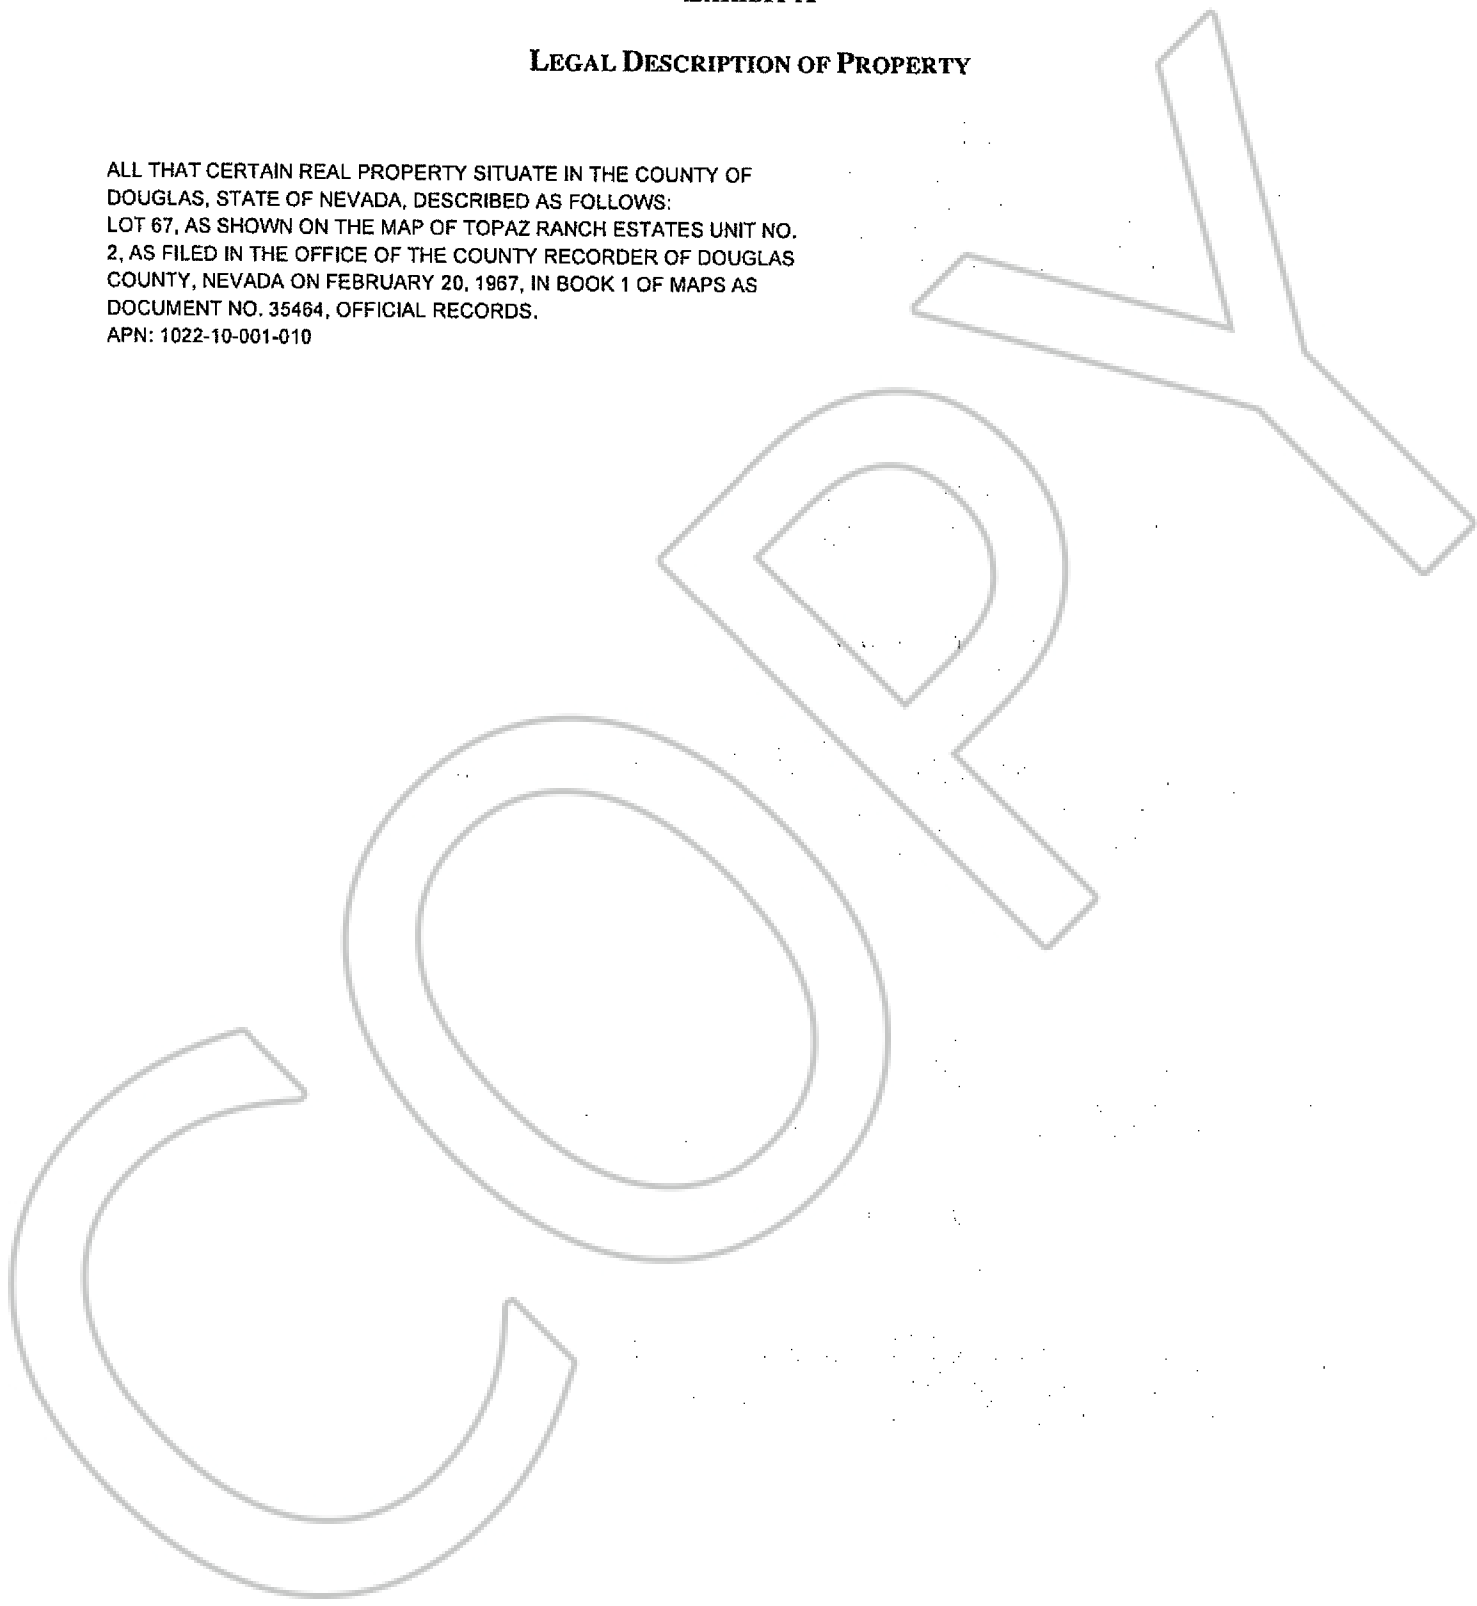 LEGAL DESCRIPTION OF PROPERTY
ALL THAT CERTAIN REAL PROPERTY SITUATE IN THE COUNTY OF
DOUGLAS, STATE OF NEVADA, DESCRIBED AS FOLLOWS:
LOT 67, AS SHOWN ON THE MAP OF TOPAZ RANCH ESTATES UNIT NO.
2, AS FILED IN THE OFFICE OF THE COUNTY RECORDER OF DOUGLAS
COUNTY, NEVADA ON FEBRUARY 20, 1967, IN BOOK 1 OF MAPS AS
DOCUMENT NO. 35464, OFFICIAL RECORDS.
APN: 1022-10-001-010
COPY